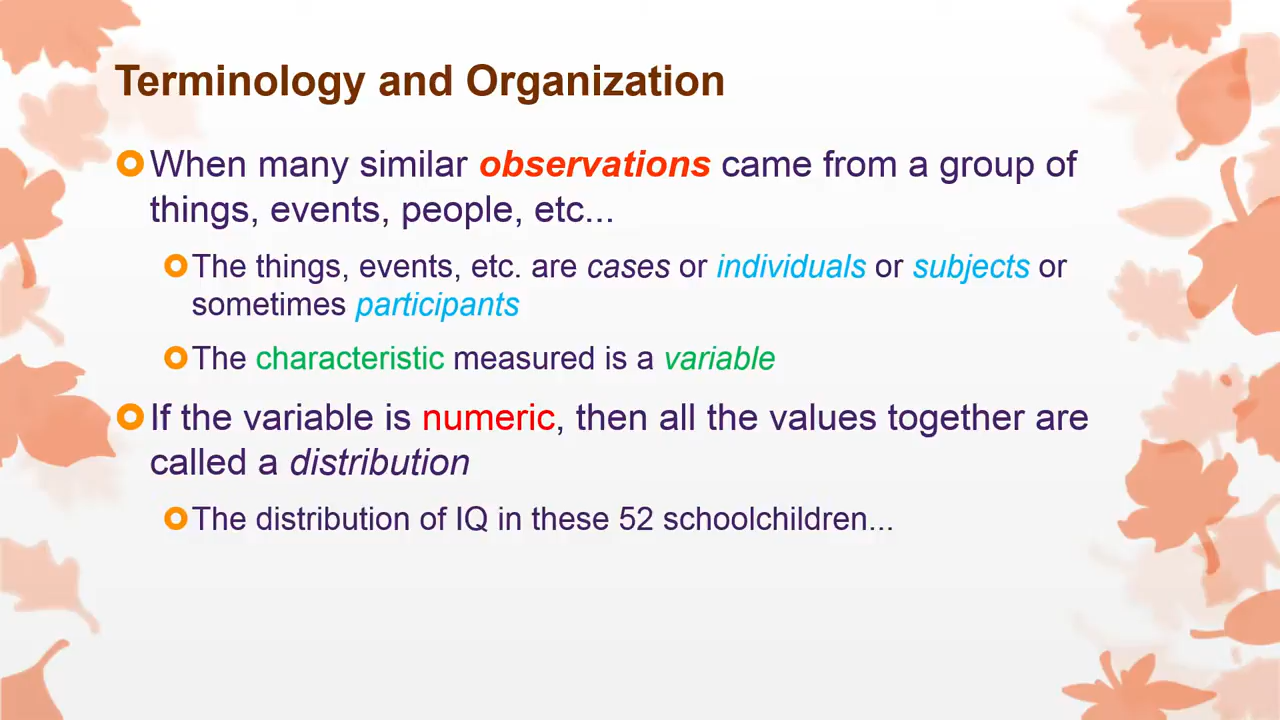 Terminology and Organization
When many similar observations came from a group of
things, events, people, etc...
The things, events, etc. are cases or individuals or subjects or
sometimes participants
The characteristic measured is a variable
If the variable is numeric, then all the values together are
called a distribution
The distribution of IQ in these 52 schoolchildren...